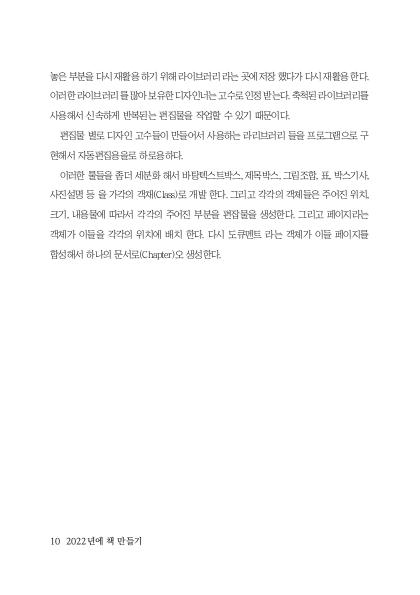 놓은 부분을 다시 재활용 하기 위해 라이브러리 라는 곳에 저장 했다가 다시 재활용 한다.
이러한 라이브러리 를 많아 보유한 디자인너는 고수로 인정 받는다. 축척된 라이브러리를
사용해서 신속하게 반복된는 편집물을 작업할 수 있기 때문이다.
편집물 별로 디자인 고수들이 만들어서 사용하는 라리브러리 들을 프로그램으로 구
현해서 자동편집용을로 하로용하다.
이러한 물들을 좀더 세분화 해서 바탕텍스트박스, 제목박스, 그림조합, 표, 박스기사,
사진설명 등 을 가각의 객채(Class)로 개발 한다. 그리고 각각의 객체들은 주어진 위치,
크기, 내용물에 따라서 각각의 주어진 부분을 편잡물을 생성한다. 그리고 페이지라는
객체가 이들을 각각의 위치에 배치 한다. 다시 도큐멘트 라는 객체가 이들 페이지를
합성해서 하나의 문서로(Chapter)오 생성한다.
10 2022년에 책 만들기